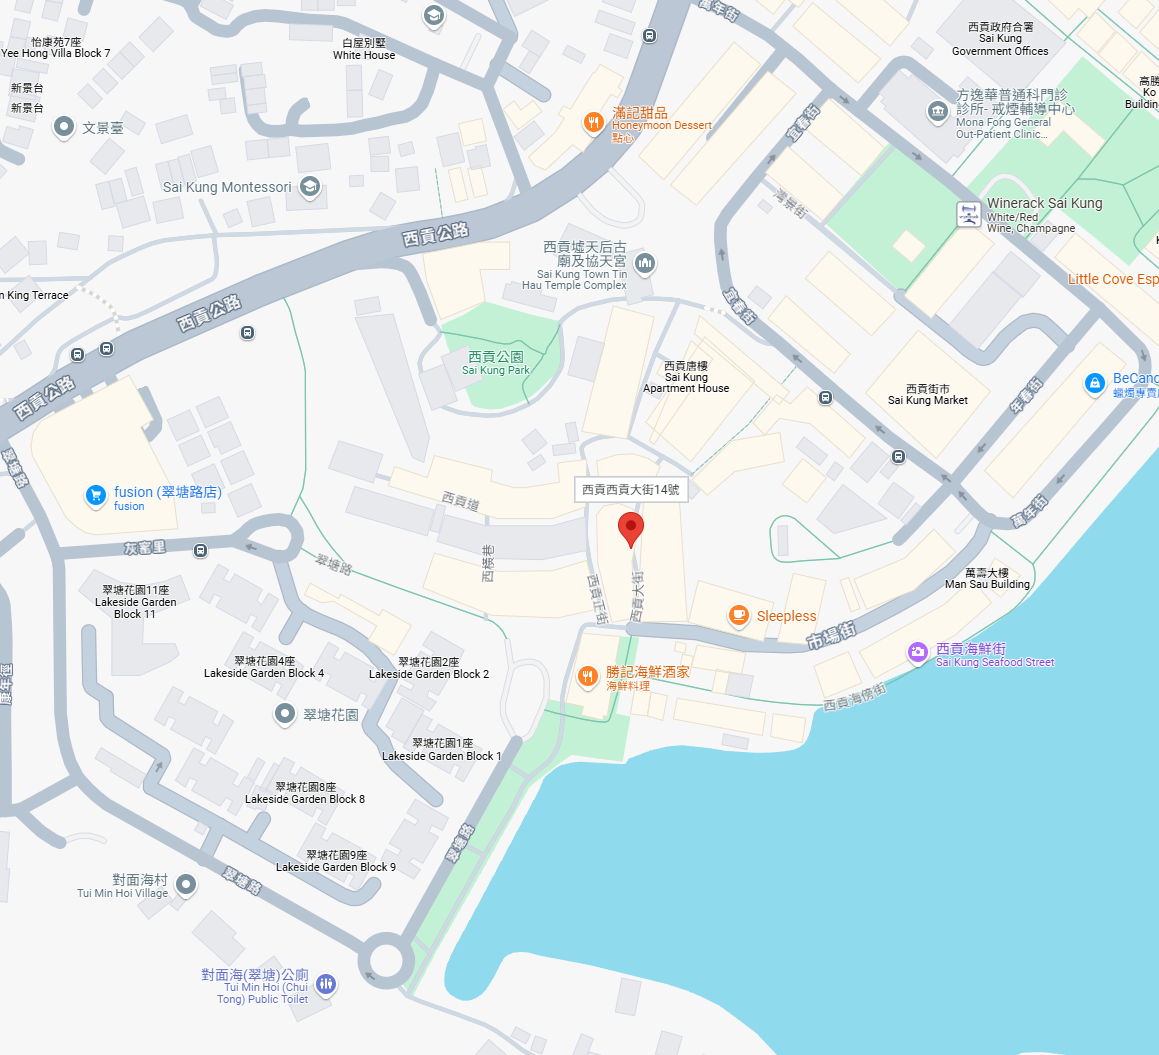 萬年街
西貢政府合署
Sai Kung
Government Offices
怡康苑7座
Yee Hong Villa Block 7
白屋別墅
White House
新景台
新景台
文景臺
滿記甜品
Honeymoon Dessert
點心
宜春街
方逸華普通科門診
診所- 戒煙輔導中心
Mona Fong General
Out-Patient Clinic...
高勝
Ko
Building
Sai Kung Montessori
西貢公路
Winerack Sai Kung
White/Red
Wine, Champagne
西貢墟天后古
廟及協天宮
Sai Kung Town Tin
Hau Temple Complex
Little Cove Esp
n King Terrace
西貢公路
宜春街
西貢公園
Sai Kung Park
西貢唐樓
Sai Kung
Apartment House
西貢街市
Sai Kung Market
BeCand
蠟燭專賣
年春街
西貢公路
翠塘路
fusion (翠塘路店)
fusion
西貢道
西貢西貢大街14號
萬年街
灰窰里
翠塘路
西橫巷
西貢正街
西貢大街
萬壽大樓
Man Sau Building
翠塘花園11座
Lakeside Garden
Block 11
Sleepless
市場街
西貢海鮮街
Sai Kung Seafood Street
翠塘花園4座
Lakeside Garden Block 4
翠塘花園2座
Lakeside Garden Block 2
勝記海鮮酒家
海鮮料理
西貢海傍街
康年徑
翠塘花園
翠塘花園1座
Lakeside Garden Block 1
翠塘花園8座
Lakeside Garden Block 8
翠塘路
翠塘花園9座
Lakeside Garden Block 9
對面海村
Tui Min Hoi Village
翠塘路
對面海(翠塘)公廁
Tui Min Hoi (Chui
Tong) Public Toilet